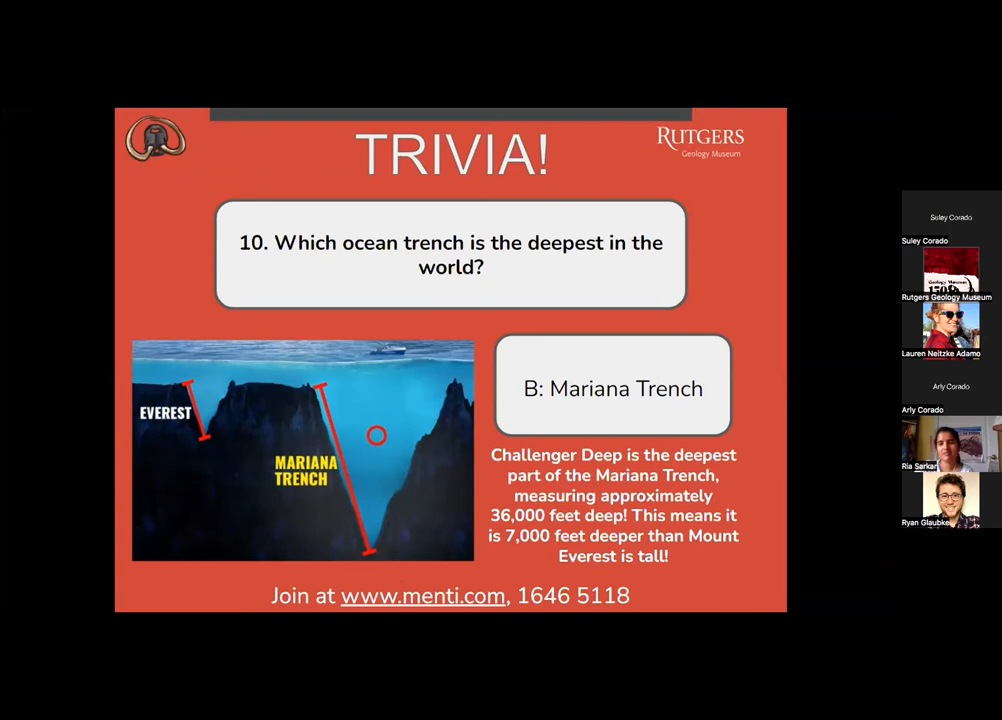 TRIVIA!
RUTGERS
Geology Museum
10. Which ocean trench is the deepest in the
world?
EVEREST
MARIANA
TRENCH
B: Mariana Trench
Challenger Deep is the deepest
part of the Mariana Trench,
measuring approximately
36,000 feet deep! This means it
is 7,000 feet deeper than Mount
Everest is tall!
Join at www.menti.com, 1646 5118
Suley Corado
Suley Corado
Geology Museum
Rutgers Geology Museum
Lauren Neitzke Adamo
Arly Corado
Arly Corado
Ria Sarkar
Ryan Glaubke